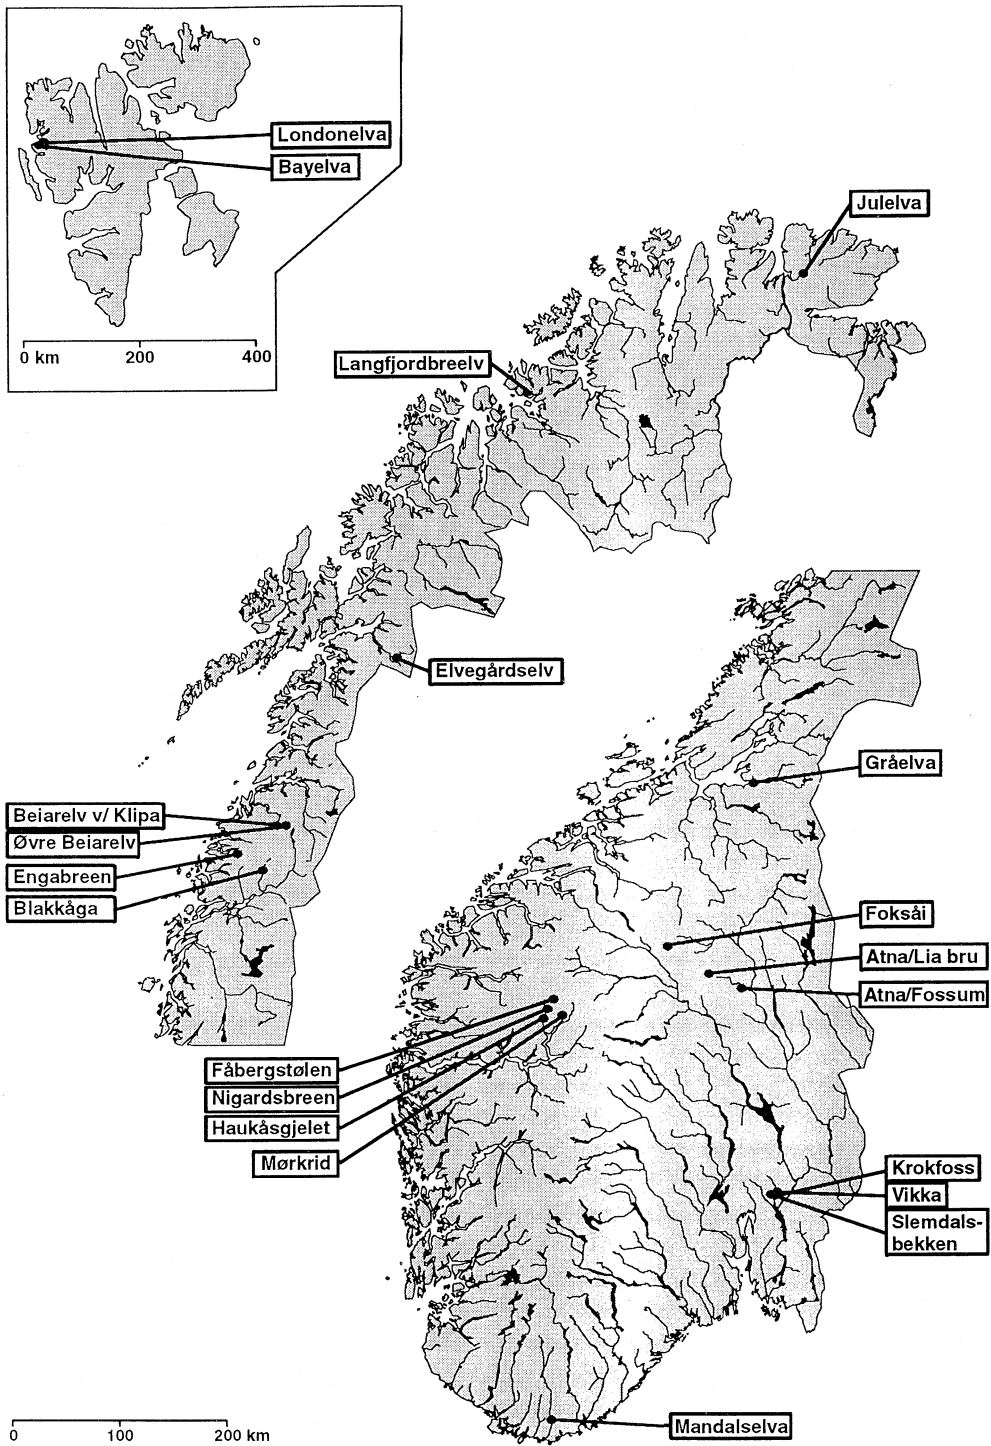 Londonelva
Bayelva
0 km 200 400
Julelva
Langfjordbreelv
Elvegårdselv
Gråelva
Beiarelv v/ Klipa
Øvre Beiarelv
Engabreen
Blakkåga
Foksåi
Atna/Lia bru
Atna/Fossum
Fåbergstølen
Nigardsbreen
Haukåsgjelet
Mørkrid
Krokfoss
Vikka
Slemdals-
bekken
Mandalselva
0 100 200 km